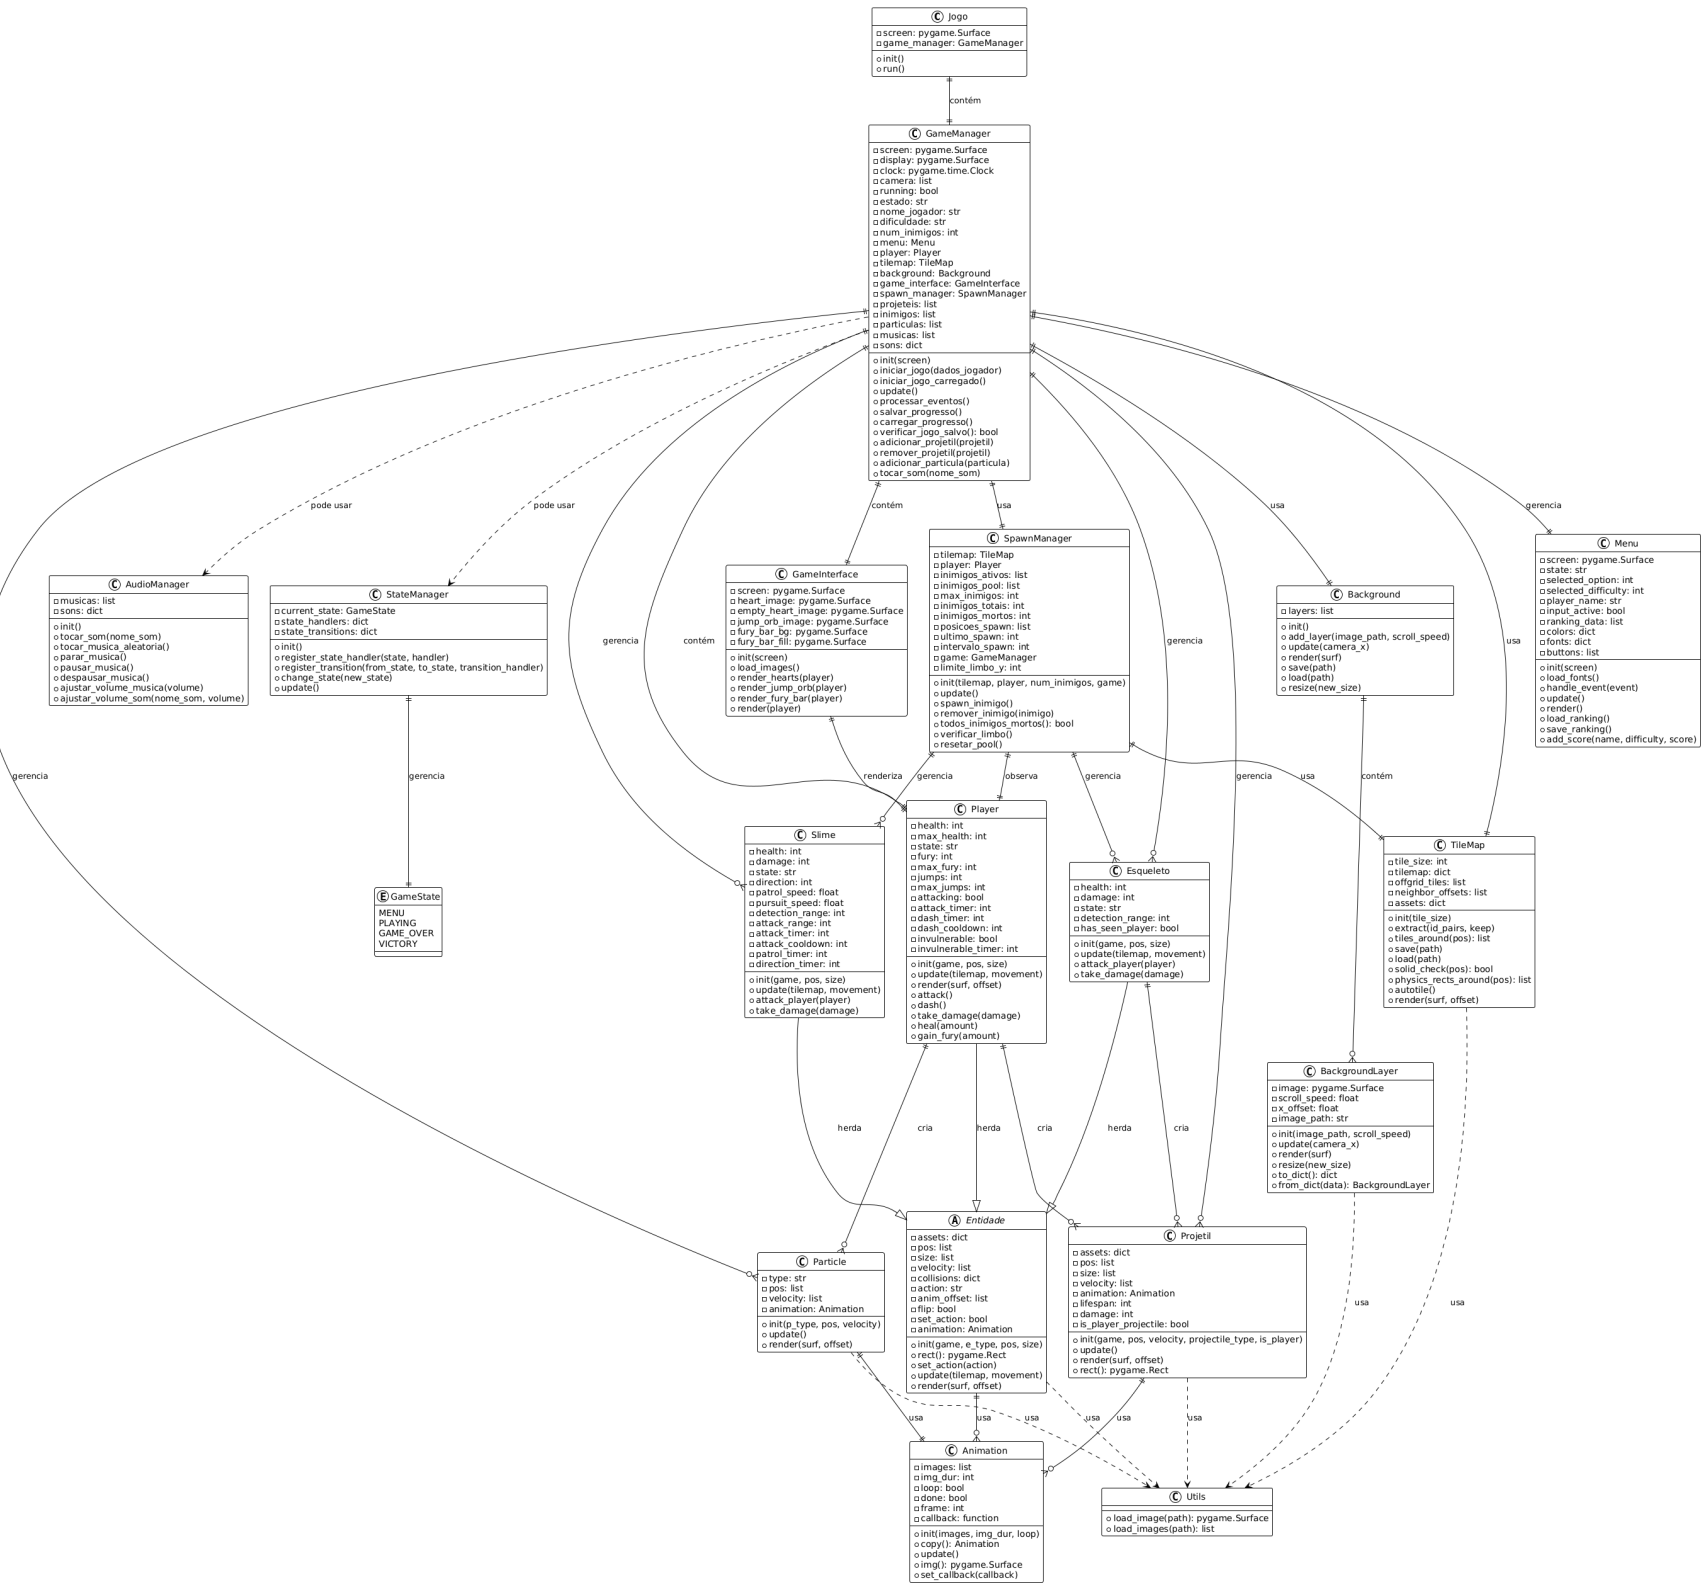 C Jogo
screen: pygame.Surface
game_manager: GameManager
init()
run()
contém
C GameManager
screen: pygame.Surface
display: pygame.Surface
clock: pygame.time.Clock
camera: list
running: bool
estado: str
nome_jogador: str
dificuldade: str
num_inimigos: int
menu: Menu
player: Player
tilemap: TileMap
background: Background
game_interface: GameInterface
spawn_manager: SpawnManager
projeteis: list
inimigos: list
particulas: list
musicas: list
sons: dict
init(screen)
iniciar_jogo(dados_jogador)
iniciar_jogo_carregado()
update()
processar_eventos()
salvar_progresso()
carregar_progresso()
verificar_jogo_salvo(): bool
adicionar_projetil(projetil)
remover_projetil(projetil)
adicionar_particula(particula)
tocar_som(nome_som)
pode usar
pode usar
contém
usa
usa
gerencia
C AudioManager
musicas: list
sons: dict
init()
tocar_som(nome_som)
tocar_musica_aleatoria()
parar_musica()
pausar_musica()
despausar_musica()
ajustar_volume_musica(volume)
ajustar_volume_som(nome_som, volume)
C StateManager
current_state: GameState
state_handlers: dict
state_transitions: dict
init()
register_state_handler(state, handler)
register_transition(from_state, to_state, transition_handler)
change_state(new_state)
update()
gerencia
contém
C GameInterface
screen: pygame.Surface
heart_image: pygame.Surface
empty_heart_image: pygame.Surface
jump_orb_image: pygame.Surface
fury_bar_bg: pygame.Surface
fury_bar_fill: pygame.Surface
init(screen)
load_images()
render_hearts(player)
render_jump_orb(player)
render_fury_bar(player)
render(player)
C SpawnManager
tilemap: TileMap
player: Player
inimigos_ativos: list
inimigos_pool: list
max_inimigos: int
inimigos_totais: int
inimigos_mortos: int
posicoes_spawn: list
ultimo_spawn: int
intervalo_spawn: int
game: GameManager
limite_limbo_y: int
init(tilemap, player, num_inimigos, game)
update()
spawn_inimigo()
remover_inimigo(inimigo)
todos_inimigos_mortos(): bool
verificar_limbo()
resetar_pool()
gerencia
C Background
layers: list
init()
add_layer(image_path, scroll_speed)
update(camera_x)
render(surf)
save(path)
load(path)
resize(new_size)
usa
C Menu
screen: pygame.Surface
state: str
selected_option: int
selected_difficulty: int
player_name: str
input_active: bool
ranking_data: list
colors: dict
fonts: dict
buttons: list
init(screen)
load_fonts()
handle_event(event)
update()
render()
load_ranking()
save_ranking()
add_score(name, difficulty, score)
gerencia
gerencia
renderiza
gerencia
observa
gerencia
gerencia
usa
contém
E GameState
MENU
PLAYING
GAME_OVER
VICTORY
C Slime
health: int
damage: int
state: str
direction: int
patrol_speed: float
pursuit_speed: float
detection_range: int
attack_range: int
attack_timer: int
attack_cooldown: int
patrol_timer: int
direction_timer: int
init(game, pos, size)
update(tilemap, movement)
attack_player(player)
take_damage(damage)
C Player
health: int
max_health: int
state: str
fury: int
max_fury: int
jumps: int
max_jumps: int
attacking: bool
attack_timer: int
dash_timer: int
dash_cooldown: int
invulnerable: bool
invulnerable_timer: int
init(game, pos, size)
update(tilemap, movement)
render(surf, offset)
attack()
dash()
take_damage(damage)
heal(amount)
gain_fury(amount)
C Esqueleto
health: int
damage: int
state: str
detection_range: int
has_seen_player: bool
init(game, pos, size)
update(tilemap, movement)
attack_player(player)
take_damage(damage)
C TileMap
tile_size: int
tilemap: dict
offgrid_tiles: list
neighbor_offsets: list
assets: dict
init(tile_size)
extract(id_pairs, keep)
tiles_around(pos): list
save(path)
load(path)
solid_check(pos): bool
physics_rects_around(pos): list
autotile()
render(surf, offset)
C BackgroundLayer
image: pygame.Surface
scroll_speed: float
x_offset: float
image_path: str
init(image_path, scroll_speed)
update(camera_x)
render(surf)
resize(new_size)
to_dict(): dict
from_dict(data): BackgroundLayer
herda
cria
herda
cria
herda
cria
C Particle
type: str
pos: list
velocity: list
animation: Animation
init(p_type, pos, velocity)
update()
render(surf, offset)
A Entidade
assets: dict
pos: list
size: list
velocity: list
collisions: dict
action: str
anim_offset: list
flip: bool
set_action: bool
animation: Animation
init(game, e_type, pos, size)
rect(): pygame.Rect
set_action(action)
update(tilemap, movement)
render(surf, offset)
C Projetil
assets: dict
pos: list
size: list
velocity: list
animation: Animation
lifespan: int
damage: int
is_player_projectile: bool
init(game, pos, velocity, projectile_type, is_player)
update()
render(surf, offset)
rect(): pygame.Rect
usa
usa
usa
usa
usa
usa
usa
usa
C Animation
images: list
img_dur: int
loop: bool
done: bool
frame: int
callback: function
init(images, img_dur, loop)
copy(): Animation
update()
img(): pygame.Surface
set_callback(callback)
C Utils
load_image(path): pygame.Surface
load_images(path): list